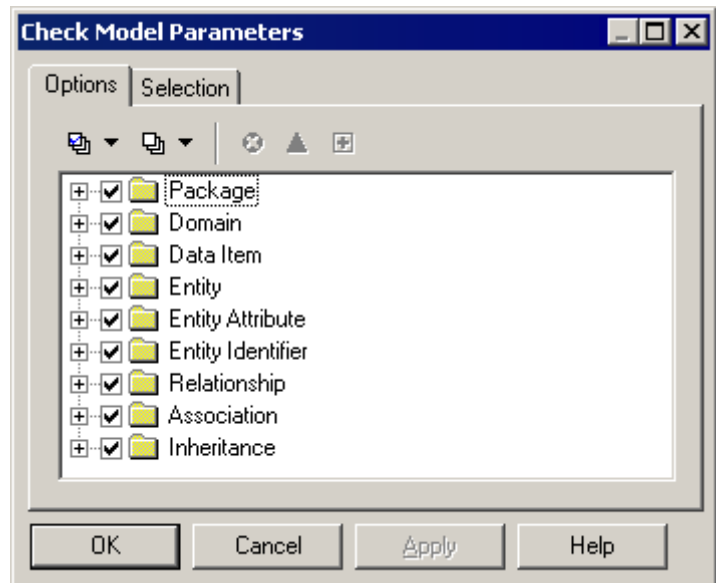 Check Model Parameters
Options Selection
Package
Domain
Data Item
Entity
Entity Attribute
Entity Identifier
Relationship
Association
Inheritance
OK Cancel Apply Help